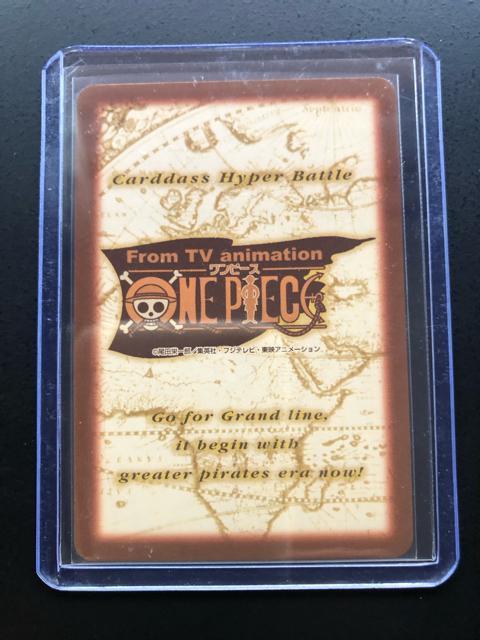 Carddass Hyper Battle
From TV animation
ワンピース
ONE PIECE
©尾田栄一郎/集英社・フジテレビ・東映アニメーション
Go for Grand line,
it begin with
greater pirates era now!